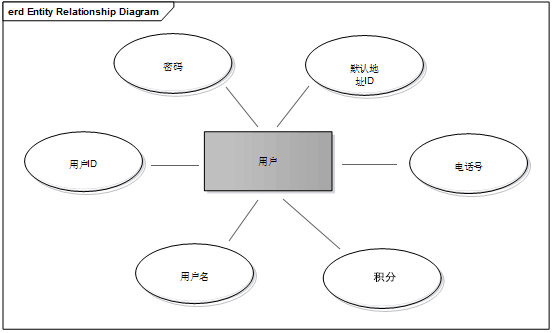 erd Entity Relationship Diagram
密码
默认地
址ID
用户ID
用户
电话号
用户名
积分